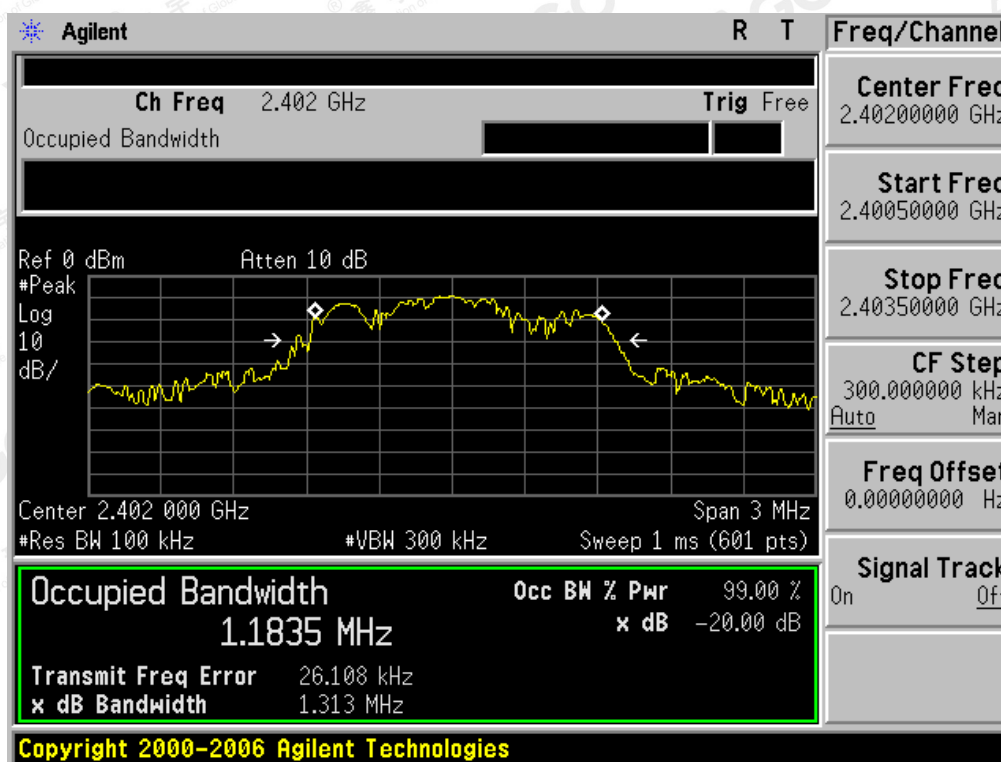 Agilent R T
Freq/Channel
Ch Freq 2.402 GHz Trig Free
Occupied Bandwidth
Center Freq
2.40200000 GHz
Start Freq
2.40050000 GHz
Stop Freq
2.40350000 GHz
CF Step
300.000000 kHz
Auto Man
Freq Offset
0.00000000 Hz
Signal Track
On Off
Ref 0 dBm Atten 10 dB
#Peak
Log
10
dB/
Center 2.402 000 GHz Span 3 MHz
#Res BW 100 kHz #VBW 300 kHz Sweep 1 ms (601 pts)
Occupied Bandwidth
1.1835 MHz
Occ BW % Pwr 99.00 %
x dB -20.00 dB
Transmit Freq Error 26.108 kHz
x dB Bandwidth 1.313 MHz
Copyright 2000-2006 Agilent Technologies